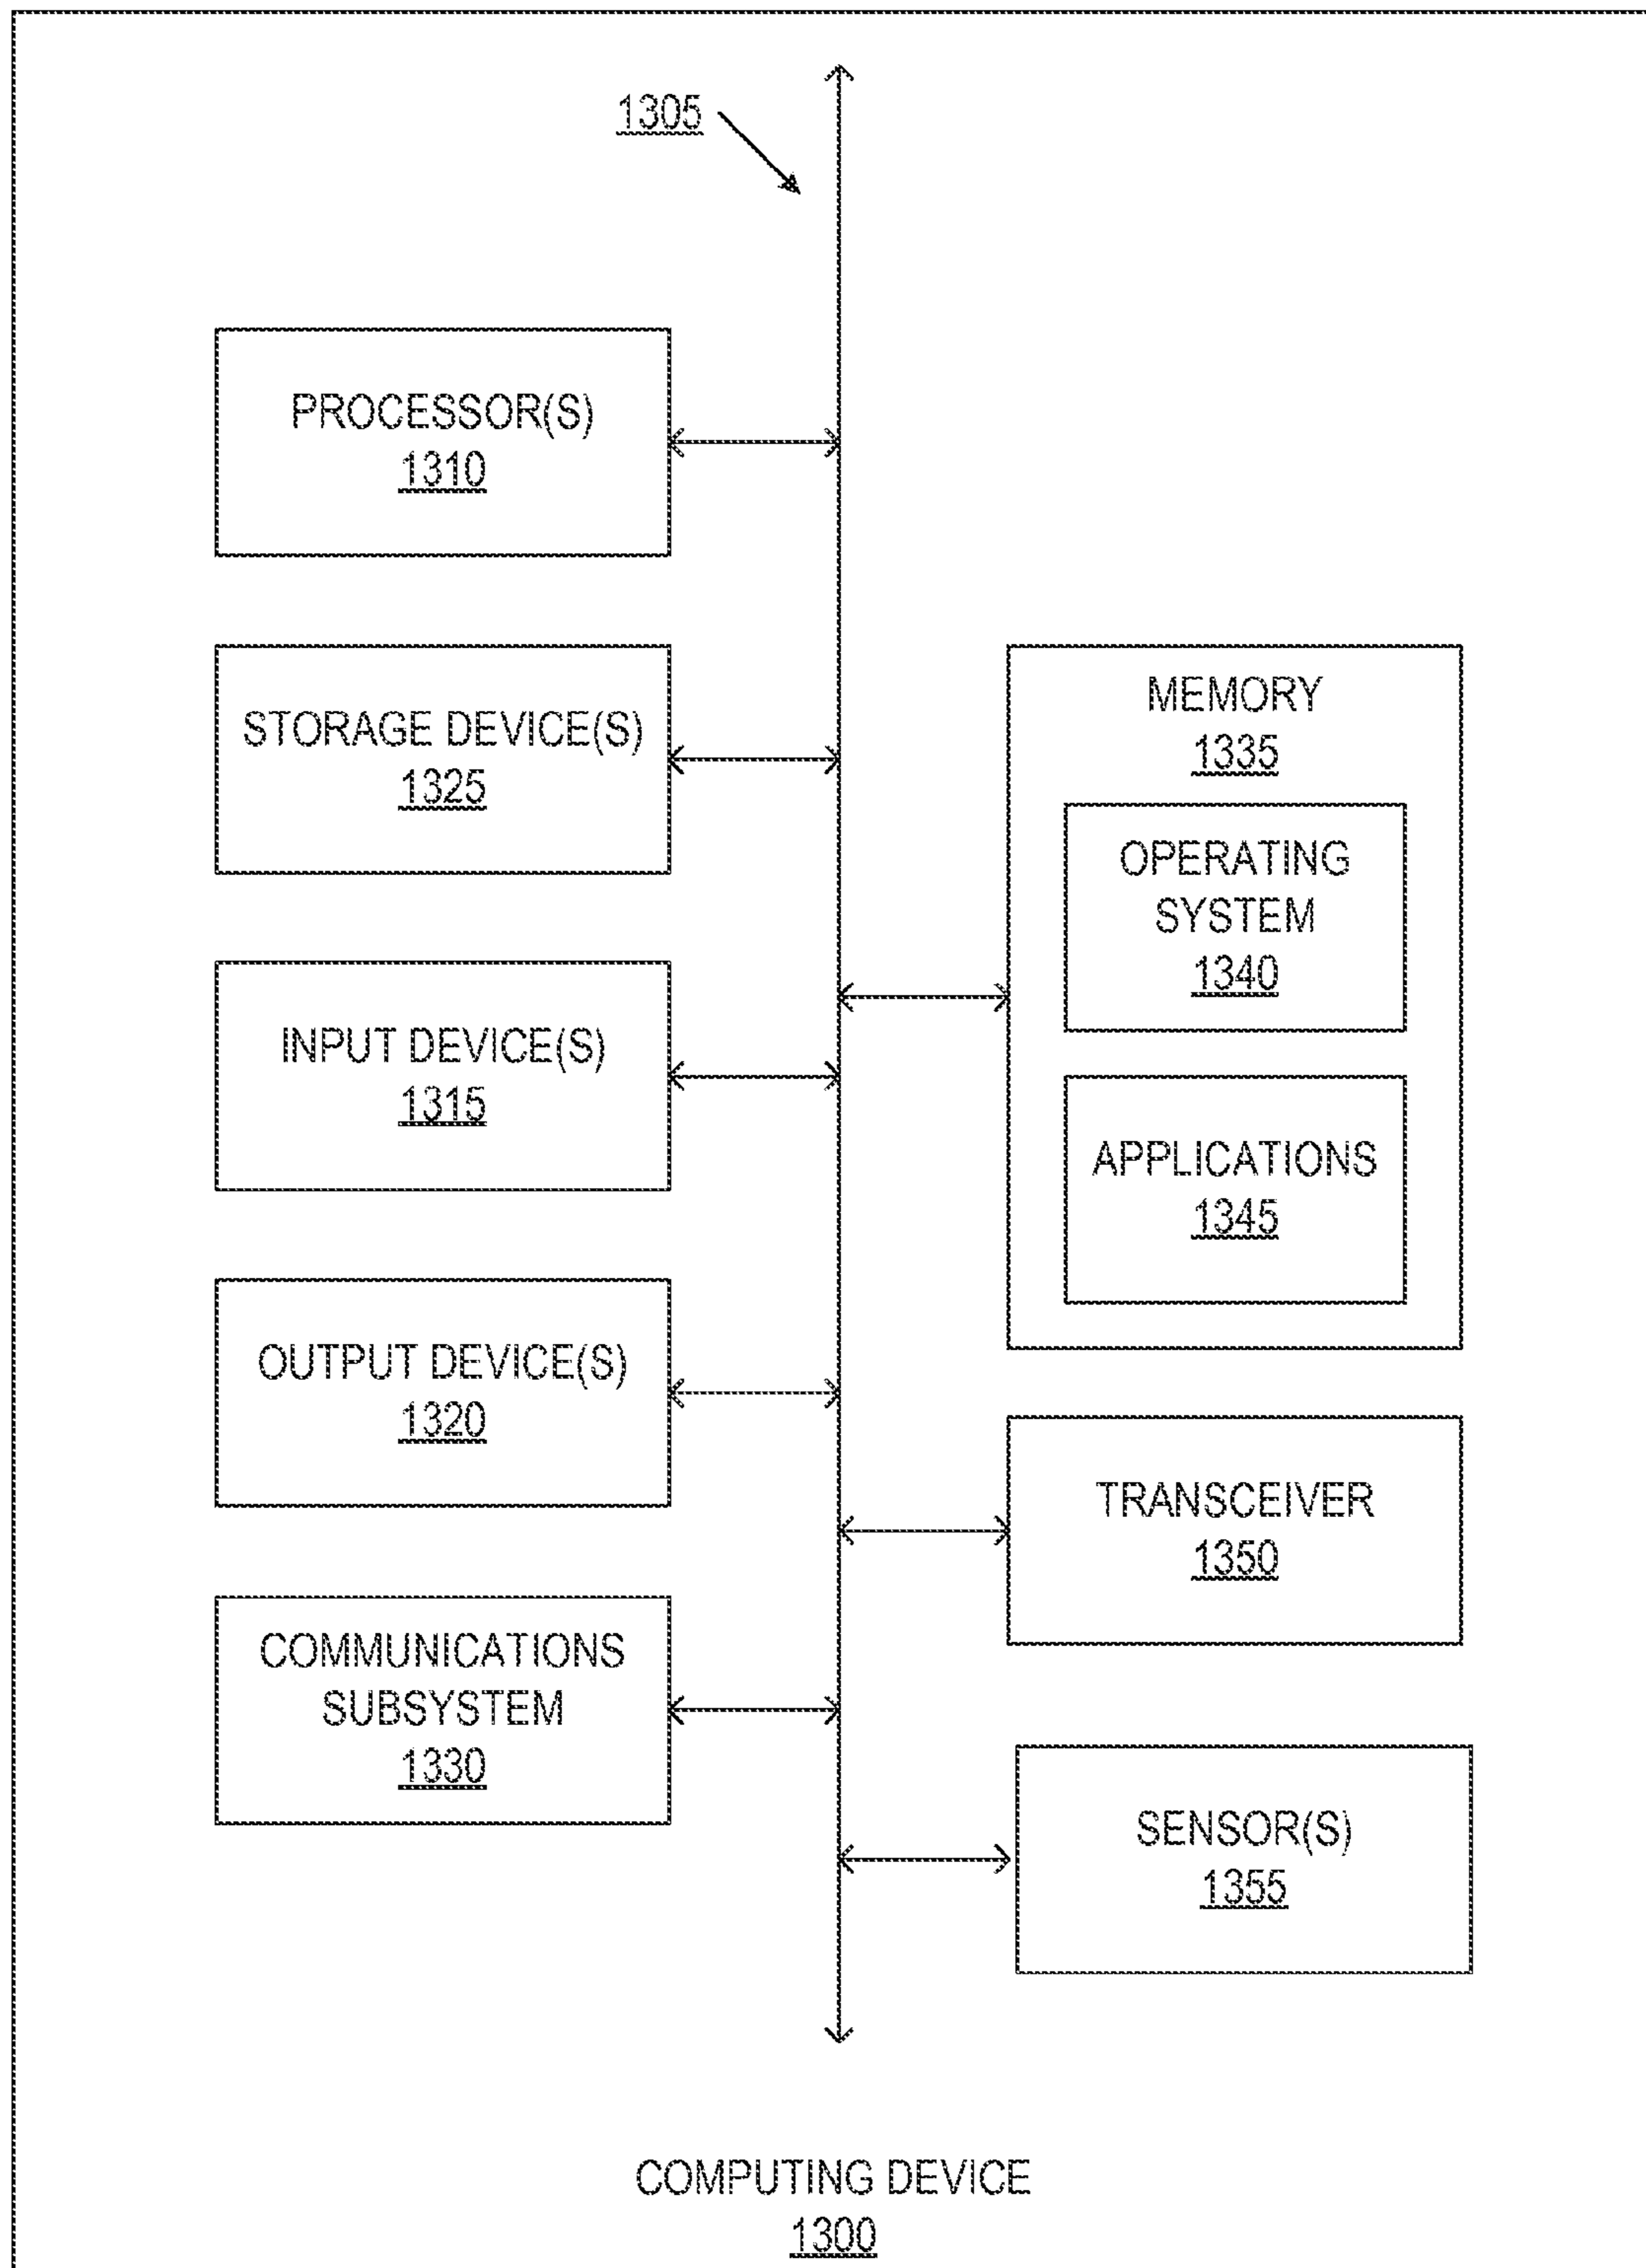 1305
PROCESSOR(S)
1310
STORAGE DEVICE(S)
1325
INPUT DEVICE(S)
1315
OUTPUT DEVICE(S)
1320
COMMUNICATIONS
SUBSYSTEM
1330
MEMORY
1335
OPERATING
SYSTEM
1340
APPLICATIONS
1345
TRANSCEIVER
1350
SENSOR(S)
1355
COMPUTING DEVICE
1300